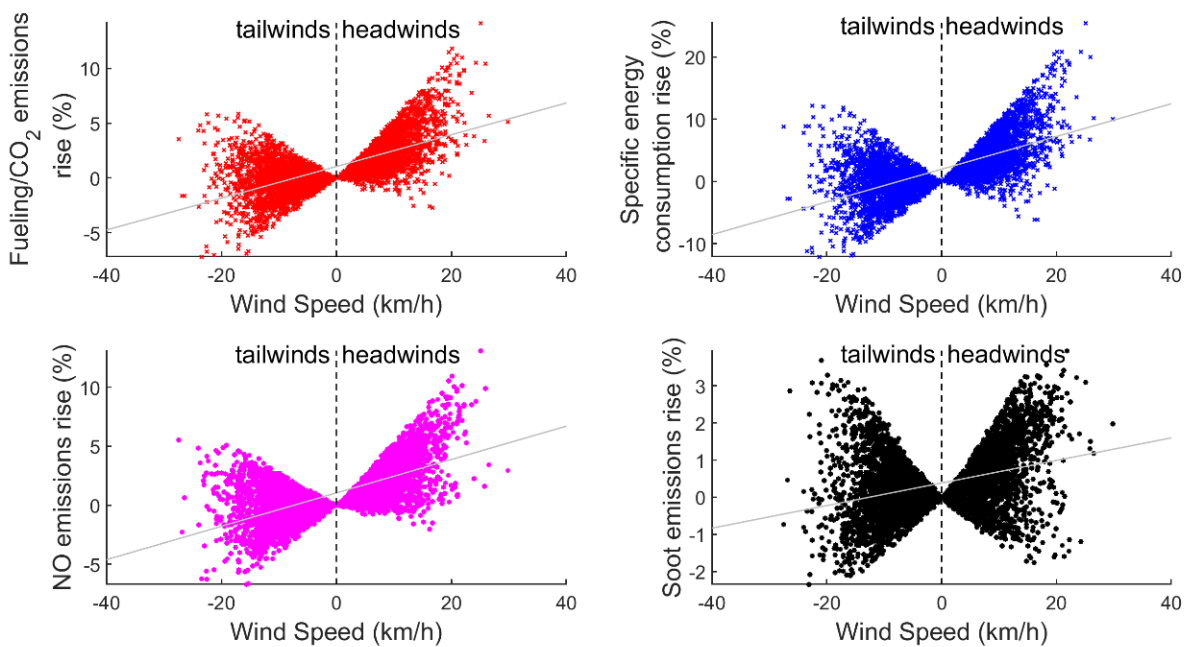 Fueling/CO2 emissions
rise (%)
tailwinds headwinds
10
5
0
-5
-40 -20 0 20 40
Wind Speed (km/h)
Specific energy
consumption rise (%)
tailwinds headwinds
20
10
0
-10
-40 -20 0 20 40
Wind Speed (km/h)
NO emissions rise (%)
tailwinds headwinds
10
5
0
-5
-40 -20 0 20 40
Wind Speed (km/h)
Soot emissions rise (%)
tailwinds headwinds
3
2
1
0
-1
-2
-40 -20 0 20 40
Wind Speed (km/h)